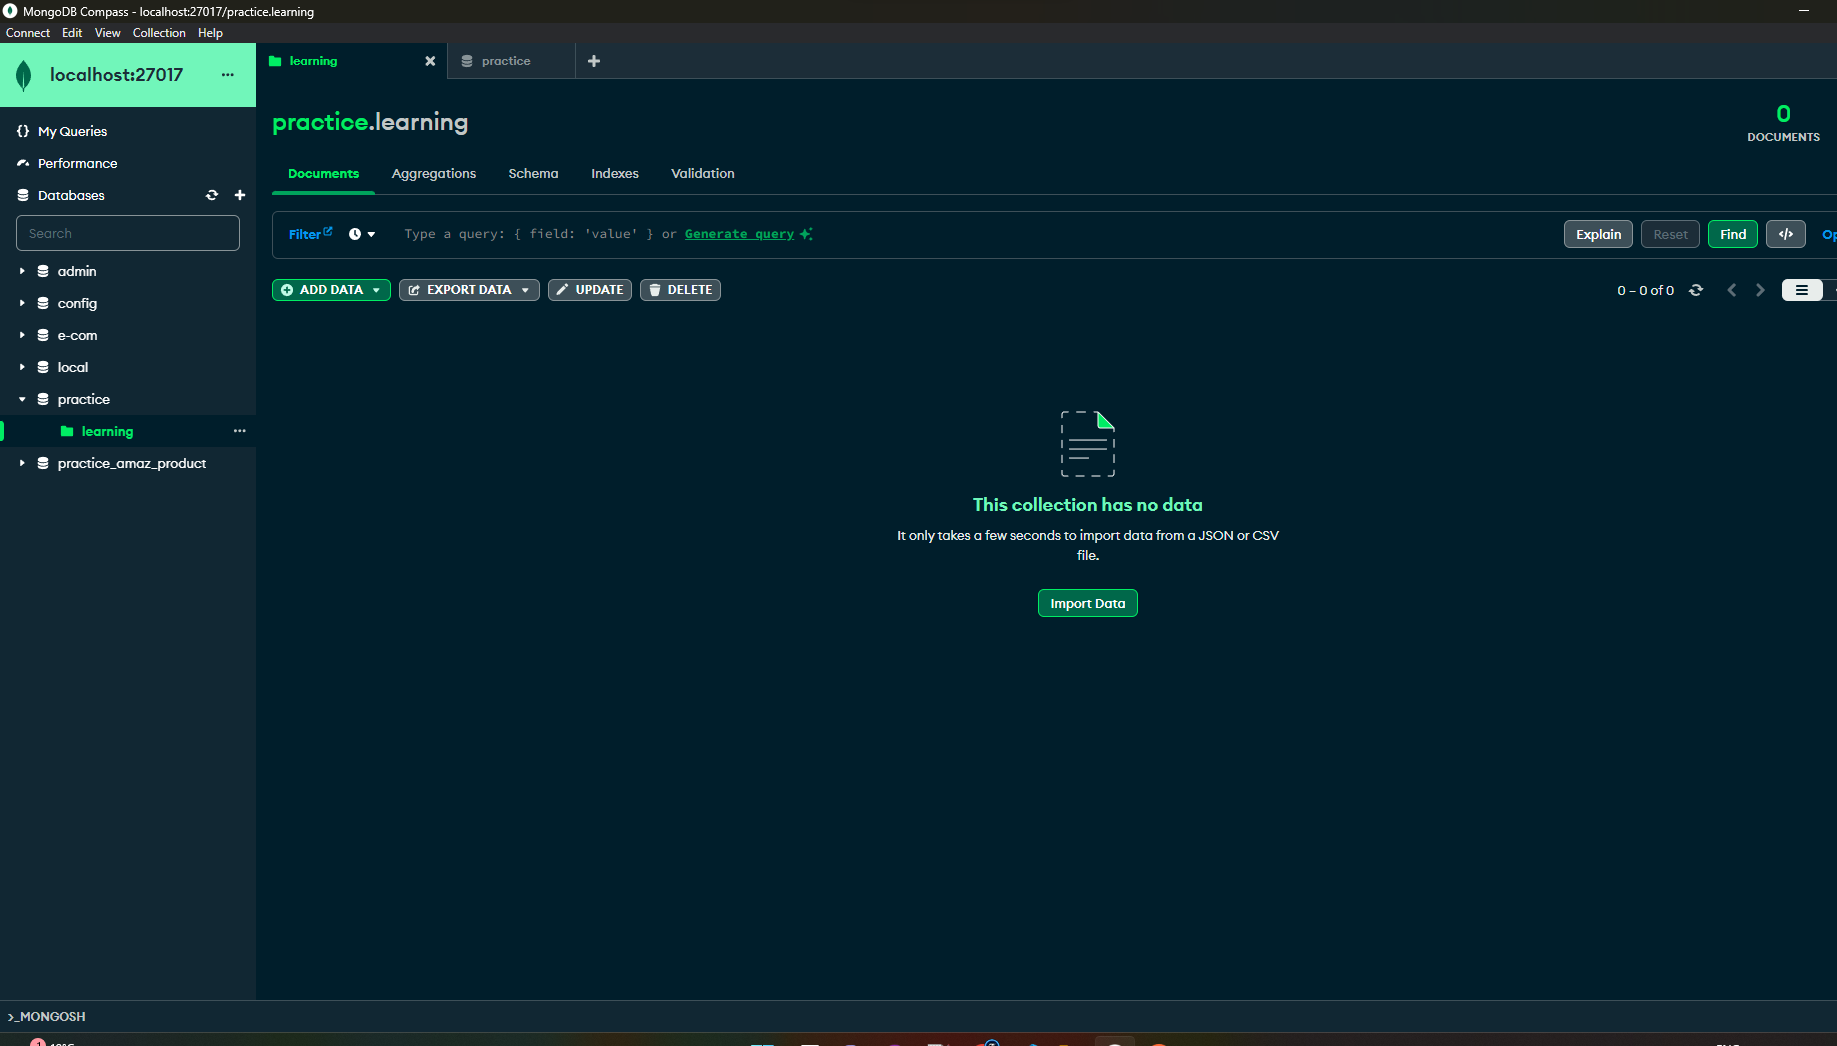 MongoDB Compass - localhost:27017/practice.learning
Connect Edit View Collection Help
localhost:27017
learning
practice
My Queries
Performance
Databases
Search
admin
config
e-com
local
practice
learning
practice_amaz_product
practice.learning
0
DOCUMENTS
Documents Aggregations Schema Indexes Validation
Filter Type a query: { field: 'value' } or Generate query
Explain Reset Find </>
ADD DATA EXPORT DATA UPDATE DELETE
0 – 0 of 0
This collection has no data
It only takes a few seconds to import data from a JSON or CSV
file.
Import Data
>_MONGOSH